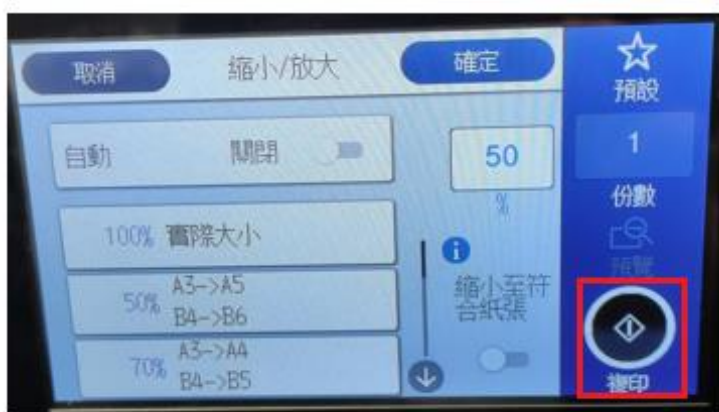 取消
縮小/放大
確定
預設
自動
關閉
50
%
1
份數
預覽
100% 實際大小
50%
A3->A5
B4->B6
70%
A3->A4
B4->B5
縮小至符
合紙張
複印